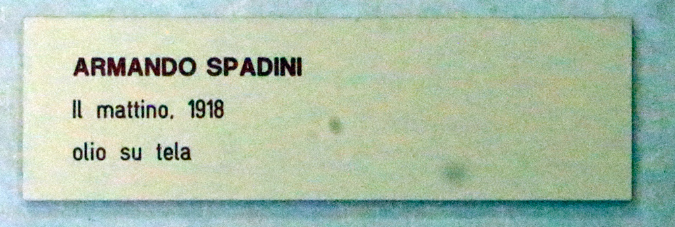 ARMANDO SPADINI
Il mattino, 1918
olio su tela